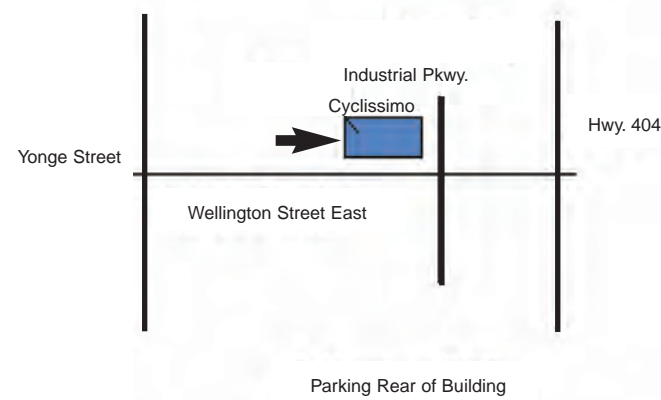 Industrial Pkwy.
Cyclissimo
Hwy. 404
Yonge Street
Wellington Street East
Parking Rear of Building